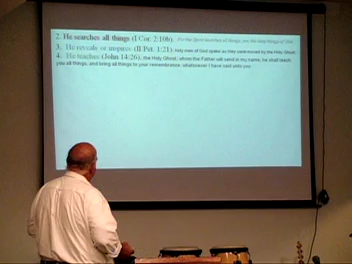 2. He searches all things (I Cor. 2:10b). For the Spirit searches all things, yea, the deep things of God.
3. He reveals or inspires (II Pet. 1:21); holy men of God spake as they were moved by the Holy Ghost.
4. He teaches (John 14:26); the Holy Ghost, whom the Father will send in my name, he shall teach
you all things, and bring all things to your remembrance, whatsoever I have said unto you